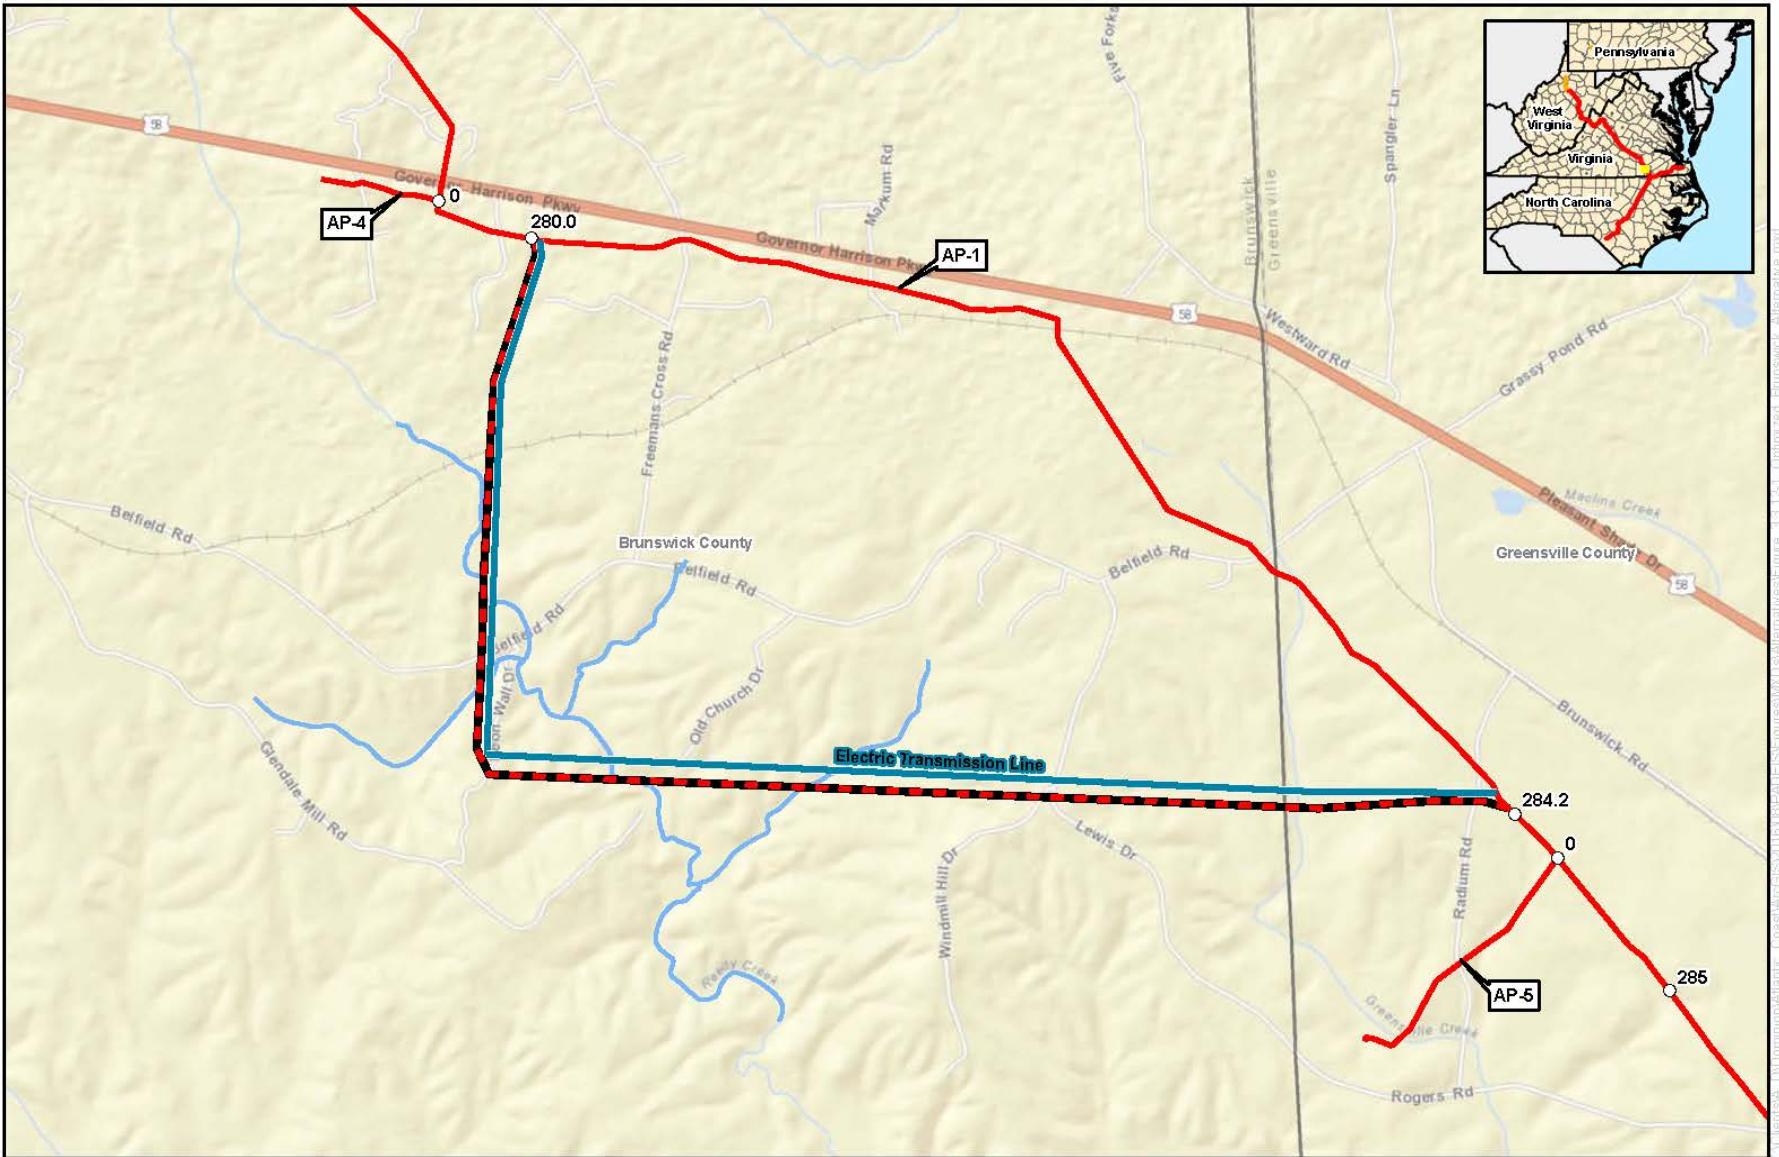 Five Forks
Pennsylvania
West
Virginia
Virginia
North Carolina
58
Spangler Ln
Markum Rd
Brunswick
Greensville
Governor Harrison Pkwy
0
AP-4
280.0
Governor Harrison Pkwy
AP-1
58
Westward Rd
Grassy Pond Rd
Freemans Cross Rd
Belfield Rd
Brunswick County
Belfield Rd
Belfield Rd
Maclins Creek
Pleasant Shade Dr
Greensville County
58
Belfield Rd
Wall Dr
Old Church Dr
Brunswick Rd
Electric Transmission Line
Glendale Mill Rd
284.2
Lewis Dr
0
Windmill Hill Dr
Radium Rd
Reedy Creek
285
AP-5
Greensville Creek
Rogers Rd